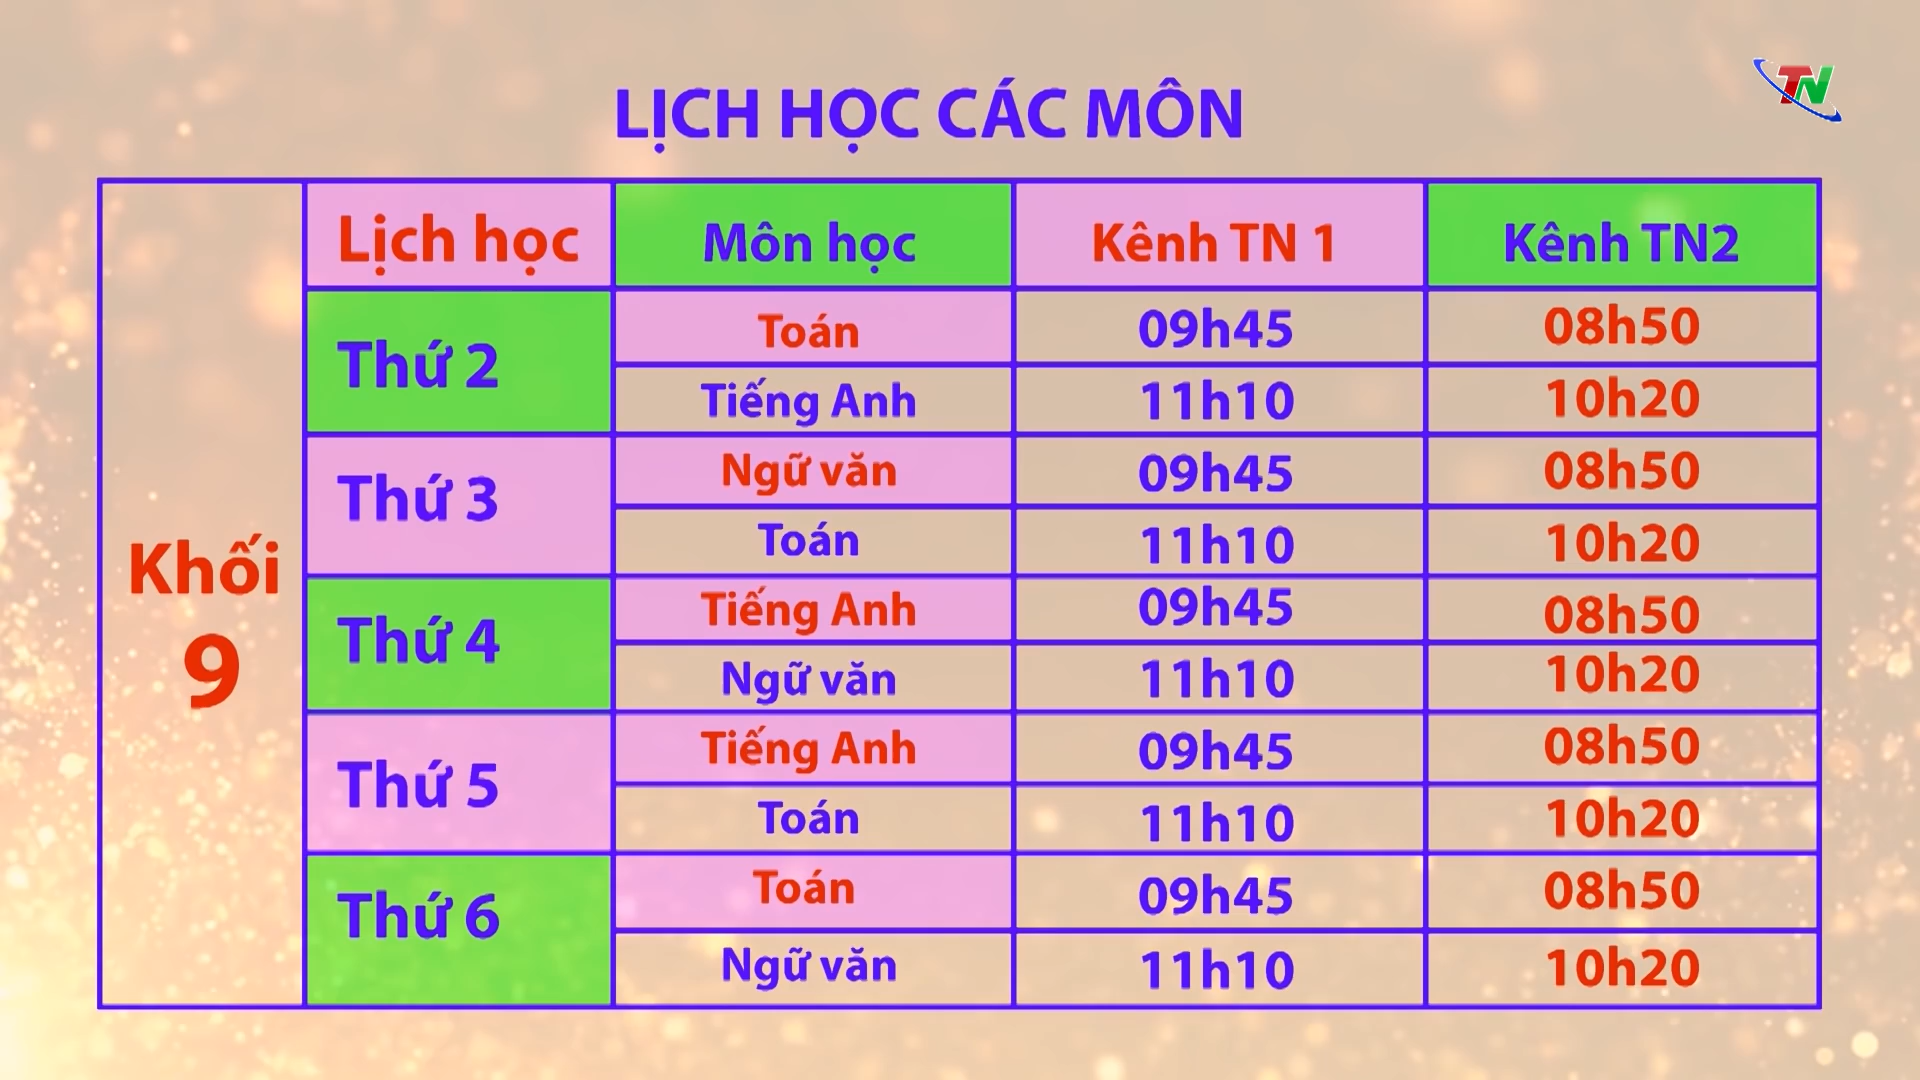 TN
LỊCH HỌC CÁC MÔN
Lịch học Môn học Kênh TN 1 Kênh TN2
Khối
9
Thứ 2
Toán 09h45 08h50
Tiếng Anh 11h10 10h20
Thứ 3
Ngữ văn 09h45 08h50
Toán 11h10 10h20
Thứ 4
Tiếng Anh 09h45 08h50
Ngữ văn 11h10 10h20
Thứ 5
Tiếng Anh 09h45 08h50
Toán 11h10 10h20
Thứ 6
Toán 09h45 08h50
Ngữ văn 11h10 10h20